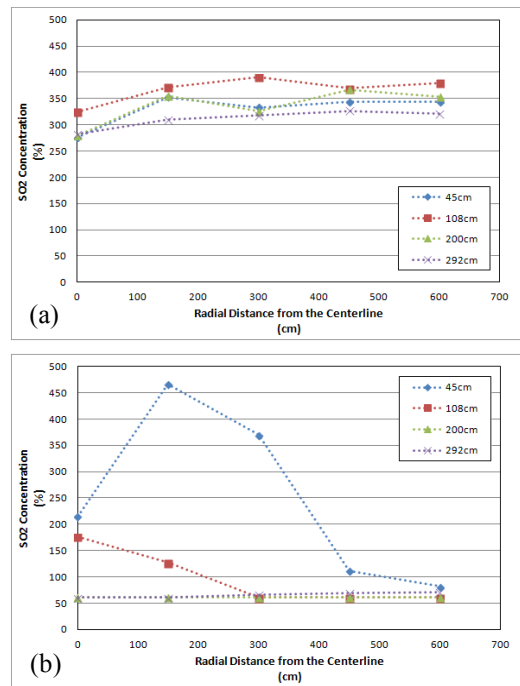 500
450
400
350
300
250
200
150
100
50
0
SO2 Concentration
(%)
45cm
108cm
200cm
292cm
0 100 200 300 400 500 600 700
Radial Distance from the Centerline
(cm)
(a)
500
450
400
350
300
250
200
150
100
50
0
SO2 Concentration
(%)
45cm
108cm
200cm
292cm
0 100 200 300 400 500 600 700
Radial Distance from the Centerline
(cm)
(b)